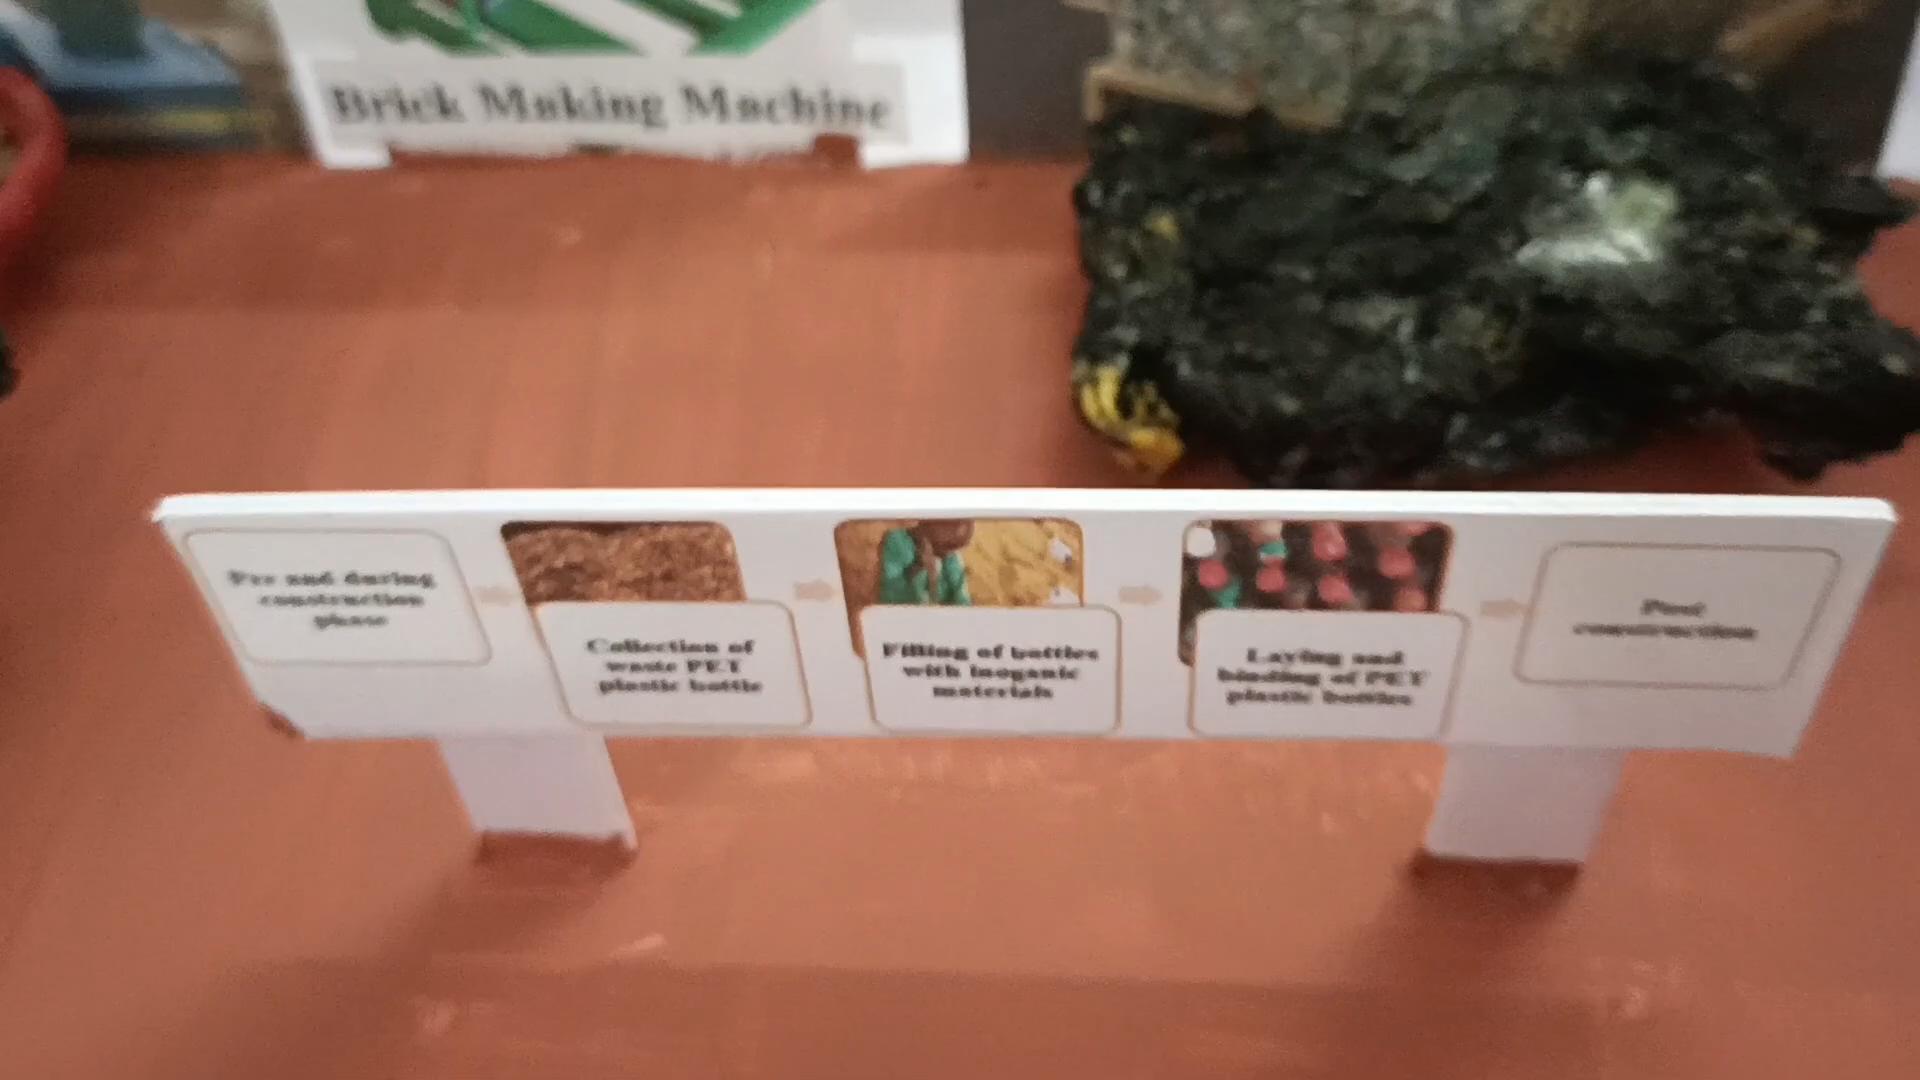 Brick Making Machine
Pre and during
construction
phase
Collection of
waste PET
plastic bottle
Filling of bottles
with inoganic
materials
Laying and
binding of PET
plastic bottles
Post
construction